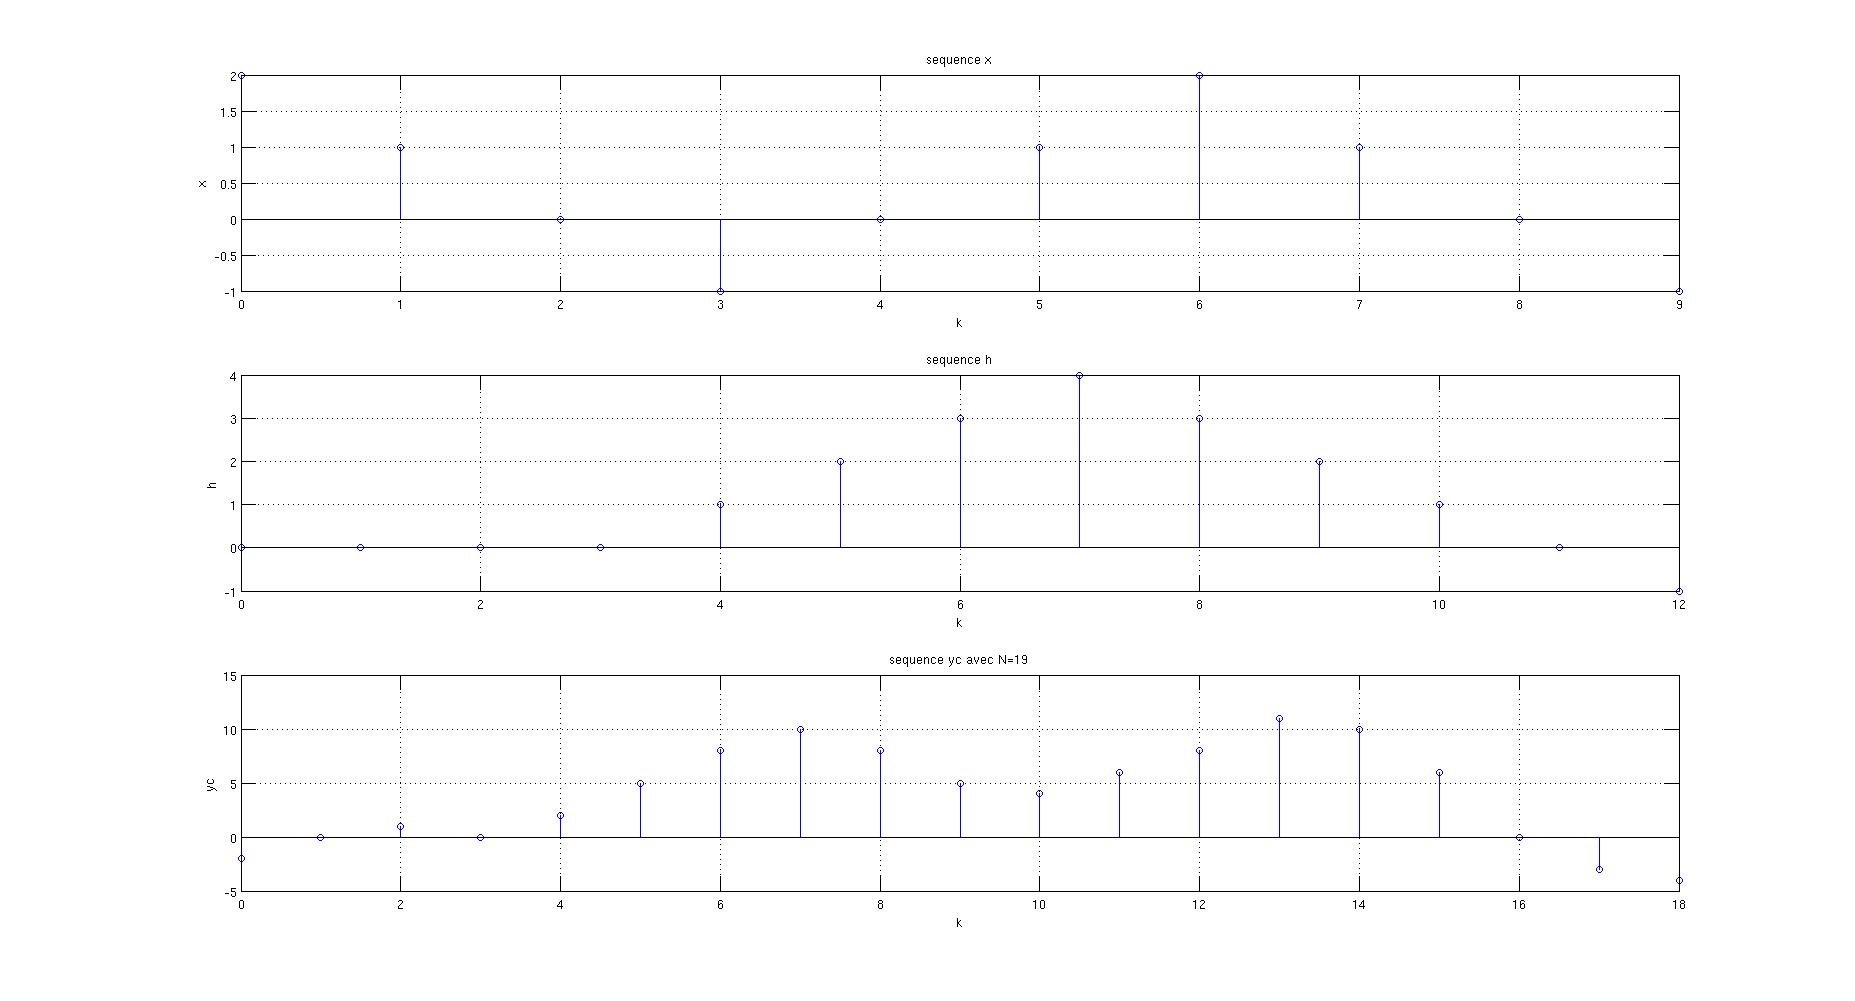 sequence x
2
1.5
1
0.5
0
-0.5
-1
x
0 1 2 3 4 5 6 7 8 9
k
sequence h
4
3
2
1
0
-1
h
0 2 4 6 8 10 12
k
sequence yc avec N=19
15
10
5
0
-5
yc
0 2 4 6 8 10 12 14 16 18
k